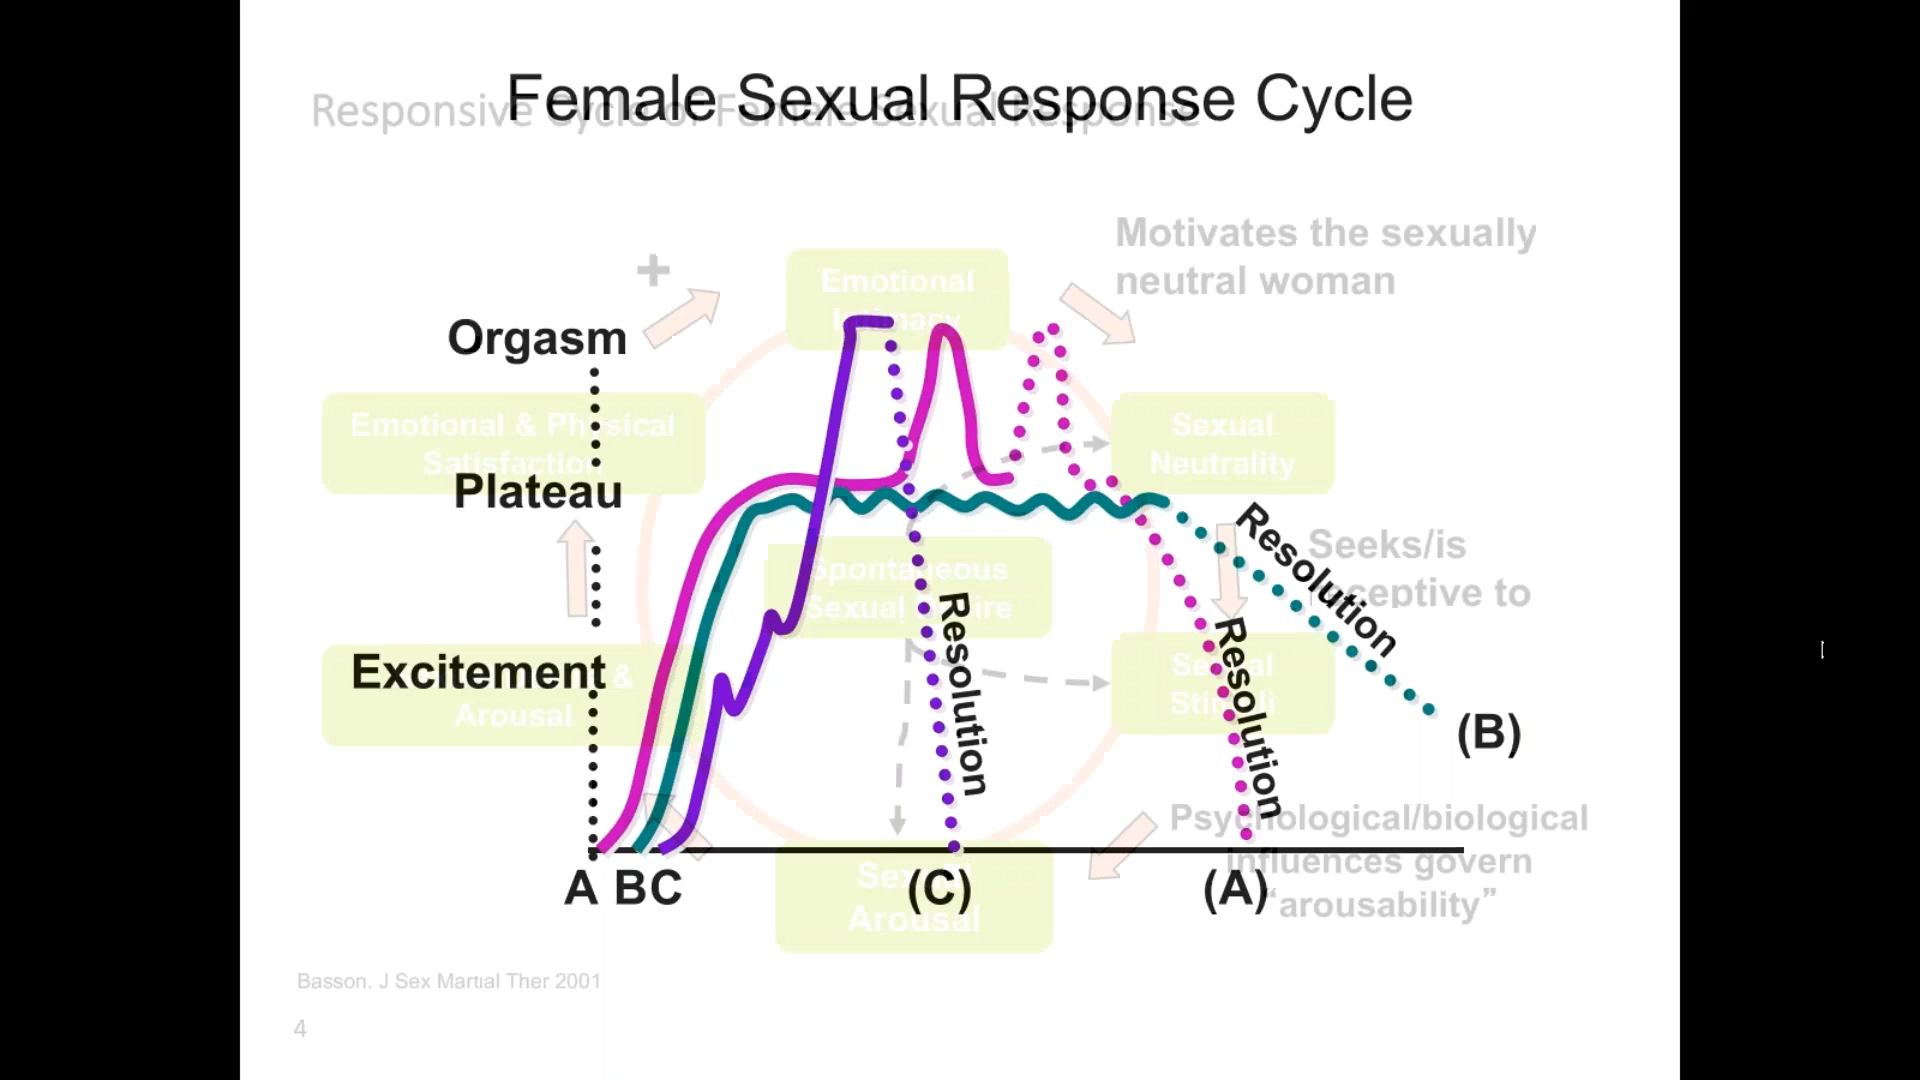 Female Sexual Response Cycle
Responsive Cycle of Female Sexual Response
Motivates the sexually
neutral woman
+
Emotional
Intimacy
Orgasm
Emotional & Physical
Satisfaction
Sexual
Neutrality
Plateau
Resolution
Seeks/is
receptive to
Spontaneous
Sexual Desire
Resolution
Resolution
Excitement
&
Arousal
Sexual
Stimuli
(B)
Psychological/biological
influences govern
“arousability”
A BC
(C)
(A)
Sexual
Arousal
Basson. J Sex Martial Ther 2001
4